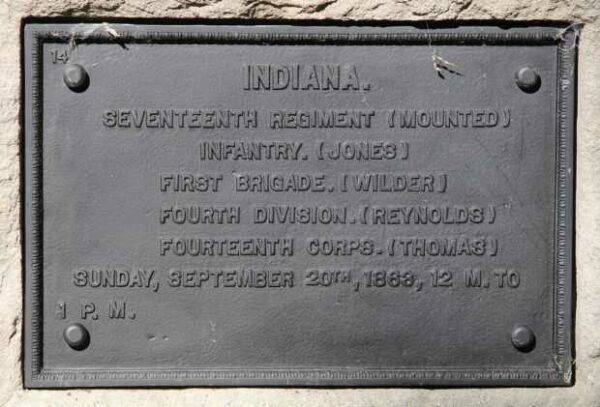 14
INDIANA.
SEVENTEENTH REGIMENT (MOUNTED)
INFANTRY. (JONES)
FIRST BRIGADE. (WILDER)
FOURTH DIVISION. (REYNOLDS)
FOURTEENTH CORPS. (THOMAS)
SUNDAY, SEPTEMBER 20TH, 1863, 12 M. TO
1 P. M.